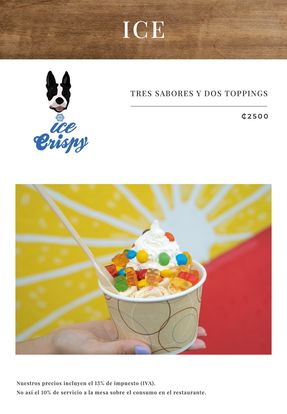 ICE
TRES SABORES Y DOS TOPPINGS
₡2500
ice
Crispy
Nuestros precios incluyen el 13% de impuesto (IVA).
No así el 10% de servicio a la mesa sobre el consumo en el restaurante.